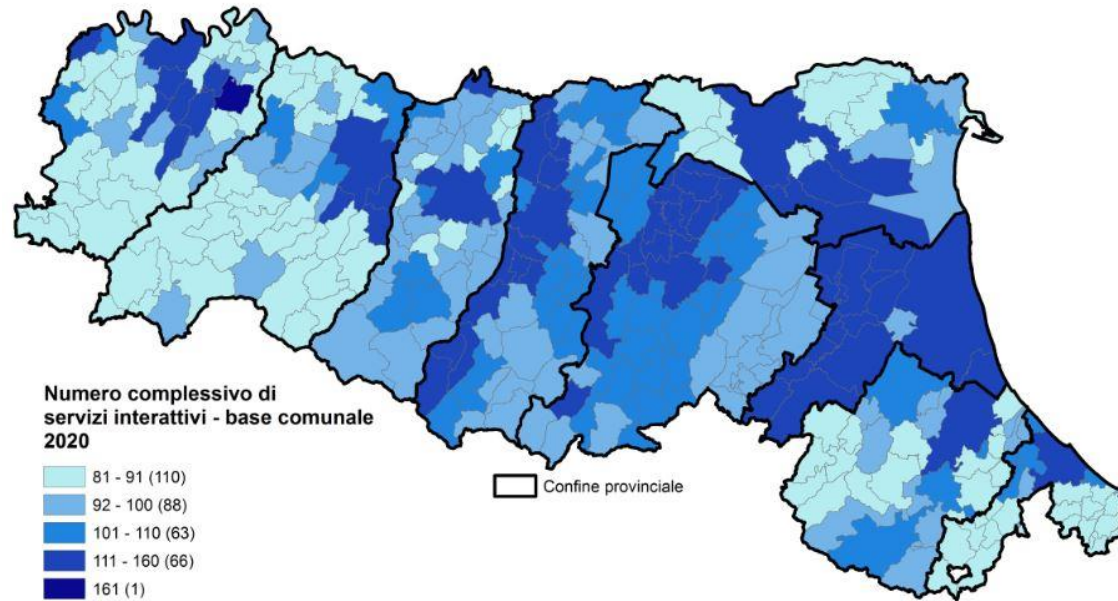 Numero complessivo di
servizi interattivi - base comunale
2020
81 - 91 (110)
92 - 100 (88)
101 - 110 (63)
111 - 160 (66)
161 (1)
Confine provinciale